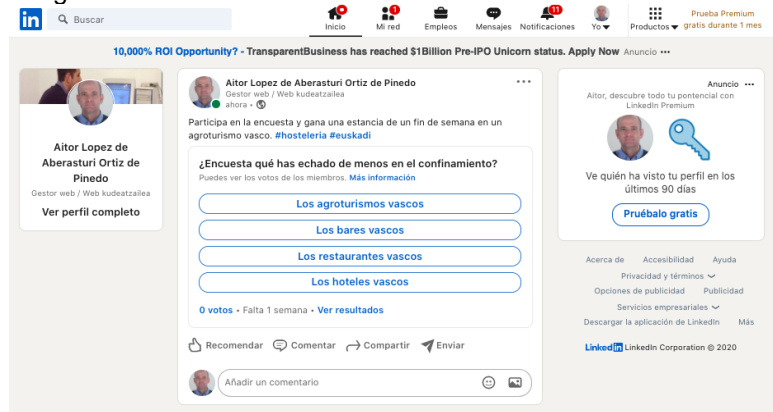 in
Buscar
Inicio
Mi red
Empleos
Mensajes
11
Notificaciones
Yo
Productos
Prueba Premium
gratis durante 1 mes
10,000% ROI Opportunity? - TransparentBusiness has reached $1Billion Pre-IPO Unicorn status. Apply Now Anuncio •••
Aitor Lopez de
Aberasturi Ortiz de
Pinedo
Gestor web / Web kudeatzailea
Ver perfil completo
Aitor Lopez de Aberasturi Ortiz de Pinedo
Gestor web / Web kudeatzailea
ahora •
Participa en la encuesta y gana una estancia de un fin de semana en un
agroturismo vasco. #hosteleria #euskadi
¿Encuesta qué has echado de menos en el confinamiento?
Puedes ver los votos de los miembros. Más información
Los agroturismos vascos
Los bares vascos
Los restaurantes vascos
Los hoteles vascos
0 votos • Falta 1 semana • Ver resultados
Recomendar Comentar Compartir Enviar
Añadir un comentario
Anuncio •••
Aitor, descubre todo tu pontencial con
LinkedIn Premium
Ve quién ha visto tu perfil en los
últimos 90 días
Pruébalo gratis
Acerca de Accesibilidad Ayuda
Privacidad y términos
Opciones de publicidad Publicidad
Servicios empresariales
Descargar la aplicación de LinkedIn Más
Linked in LinkedIn Corporation © 2020